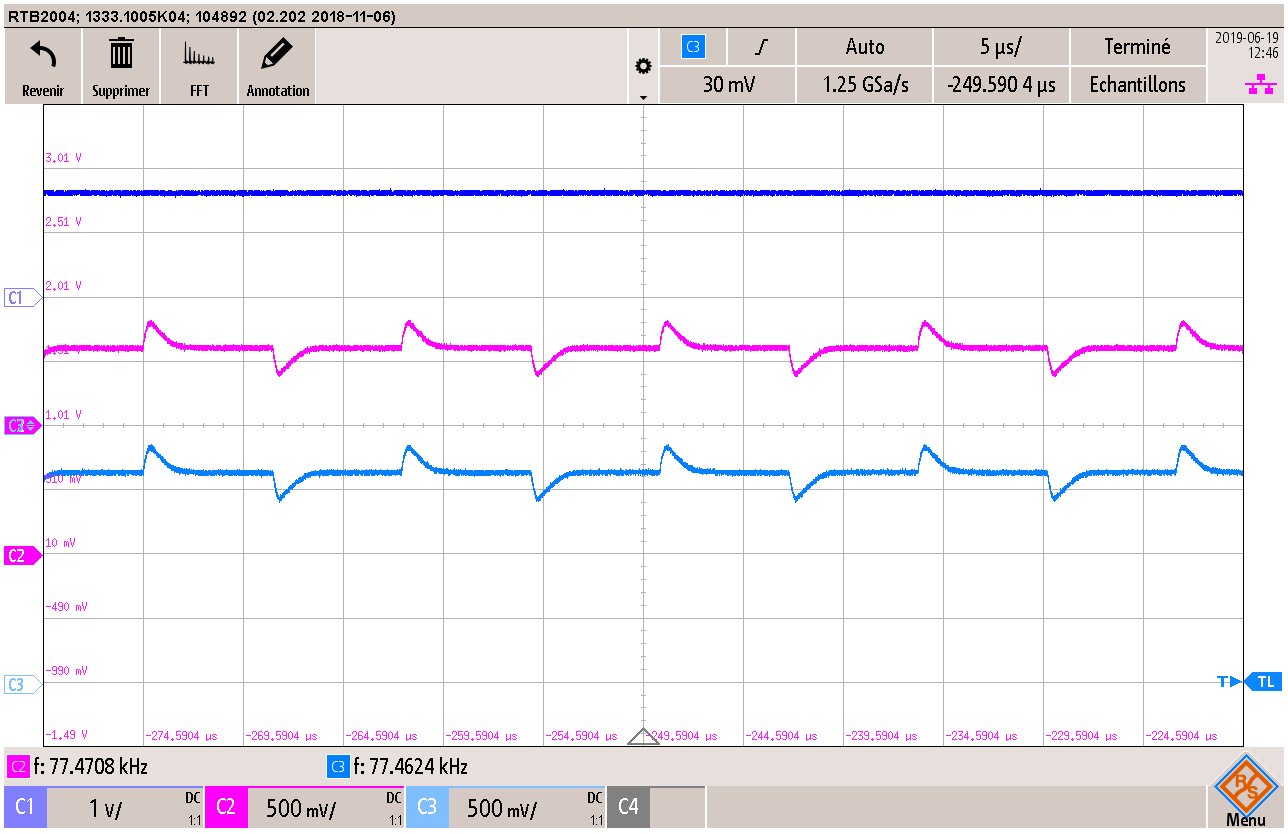 RTB2004; 1333.1005K04; 104892 (02.202 2018-11-06)
Revenir
Supprimer
FFT
Annotation
C3
Auto
5 µs/
Terminé
30 mV
1.25 GSa/s
-249.590 4 µs
Echantillons
2019-06-19
12:46
3.01 V
2.51 V
2.01 V
C1
1.01 V
10 mV
C2
-490 mV
-990 mV
C3
T
TL
-1.49 V
-274.5904 µs
-269.5904 µs
-264.5904 µs
-259.5904 µs
-254.5904 µs
-249.5904 µs
-244.5904 µs
-239.5904 µs
-234.5904 µs
-229.5904 µs
-224.5904 µs
C2 f: 77.4708 kHz
C3 f: 77.4624 kHz
C1
1 V/
DC
1:1
C2
500 mV/
DC
1:1
C3
500 mV/
DC
1:1
C4
R S
Menu